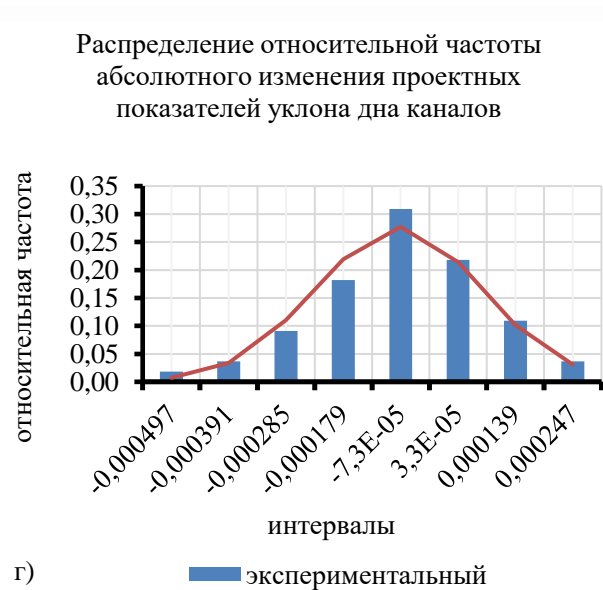 Распределение относительной частоты
абсолютного изменения проектных
показателей уклона дна каналов
относительная частота
0,35
0,30
0,25
0,20
0,15
0,10
0,05
0,00
-0,000497
-0,000391
-0,000285
-0,000179
-7,3E-05
3,3E-05
0,000139
0,000247
интервалы
г)
экспериментальный